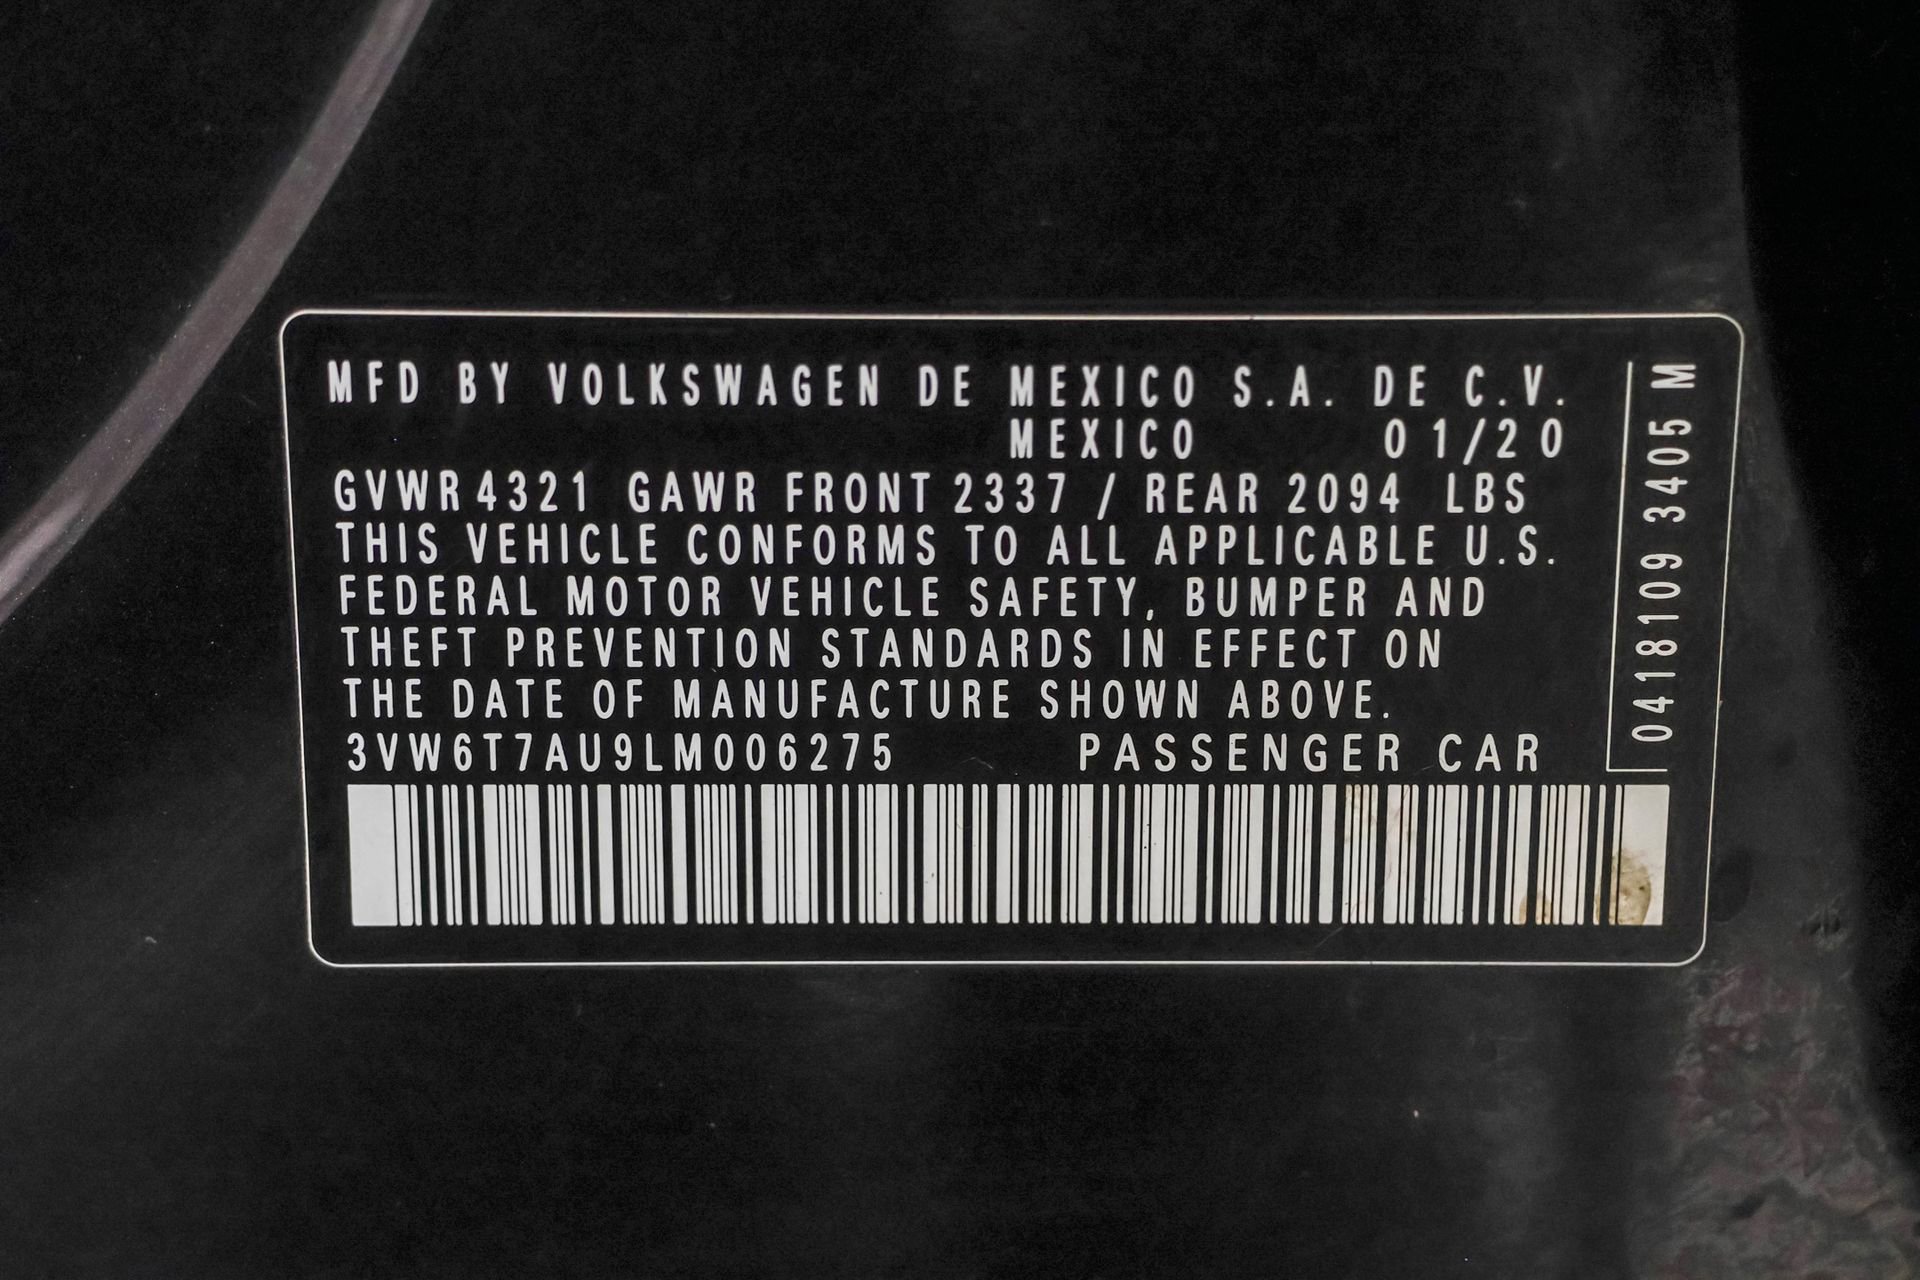 MFD BY VOLKSWAGEN DE MEXICO S.A. DE C.V.
MEXICO 01/20
GVWR 4321 GAWR FRONT 2337 / REAR 2094 LBS
THIS VEHICLE CONFORMS TO ALL APPLICABLE U.S.
FEDERAL MOTOR VEHICLE SAFETY, BUMPER AND
THEFT PREVENTION STANDARDS IN EFFECT ON
THE DATE OF MANUFACTURE SHOWN ABOVE.
3VW6T7AU9LM006275 PASSENGER CAR
0418109 3405 M